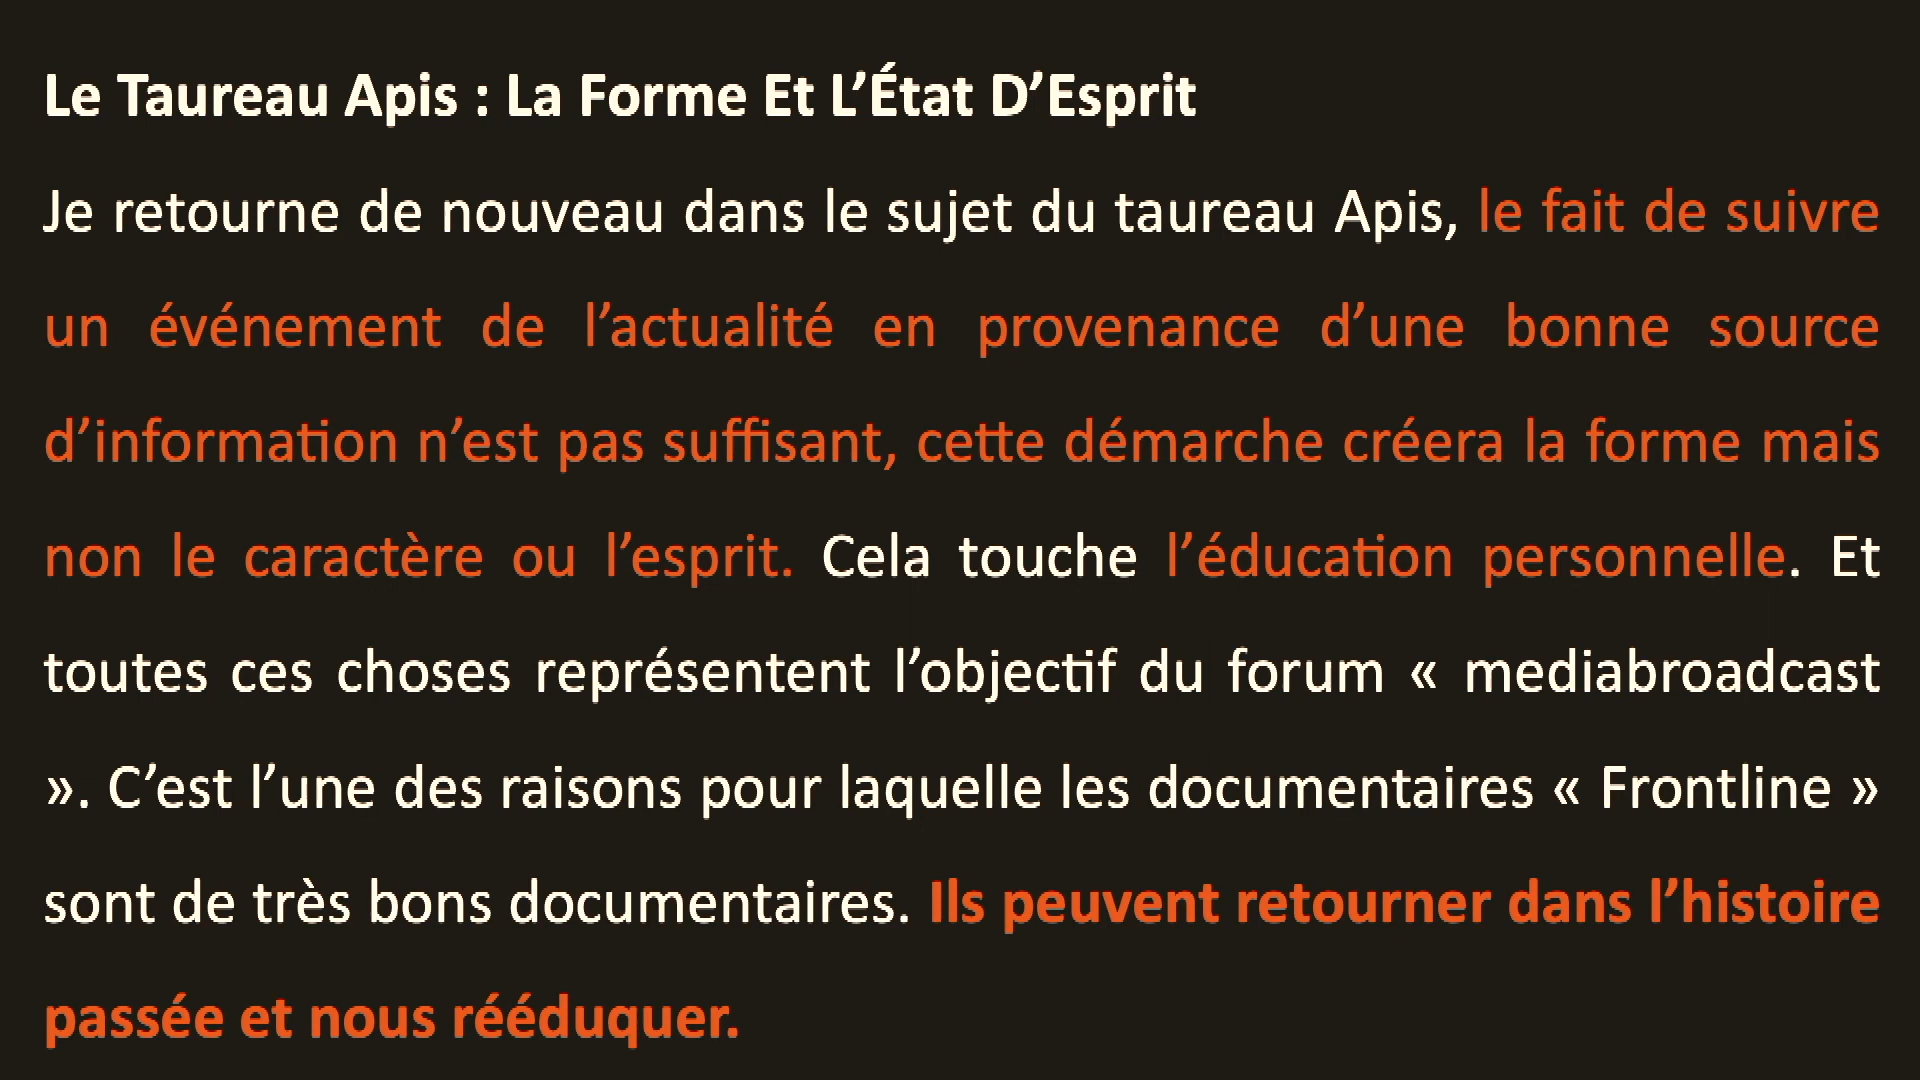 Le Taureau Apis : La Forme Et L’État D’Esprit
Je retourne de nouveau dans le sujet du taureau Apis, le fait de suivre
un événement de l’actualité en provenance d’une bonne source
d’information n’est pas suffisant, cette démarche créera la forme mais
non le caractère ou l’esprit. Cela touche l’éducation personnelle. Et
toutes ces choses représentent l’objectif du forum « mediabroadcast
». C’est l’une des raisons pour laquelle les documentaires « Frontline »
sont de très bons documentaires. Ils peuvent retourner dans l’histoire
passée et nous rééduquer.